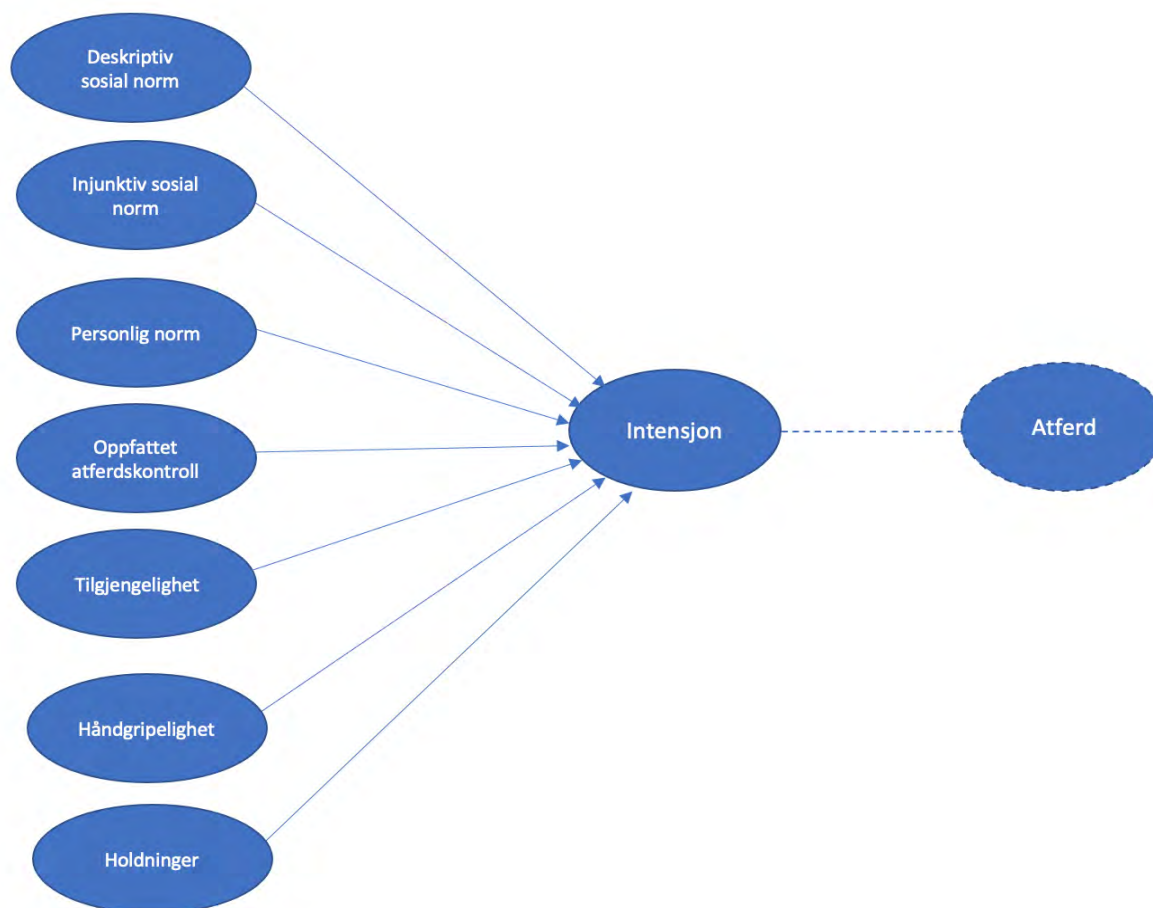 Deskriptiv
sosial norm
Injunktiv sosial
norm
Personlig norm
Oppfattet
atferdskontroll
Tilgjengelighet
Håndgripelighet
Holdninger
Intensjon
Atferd